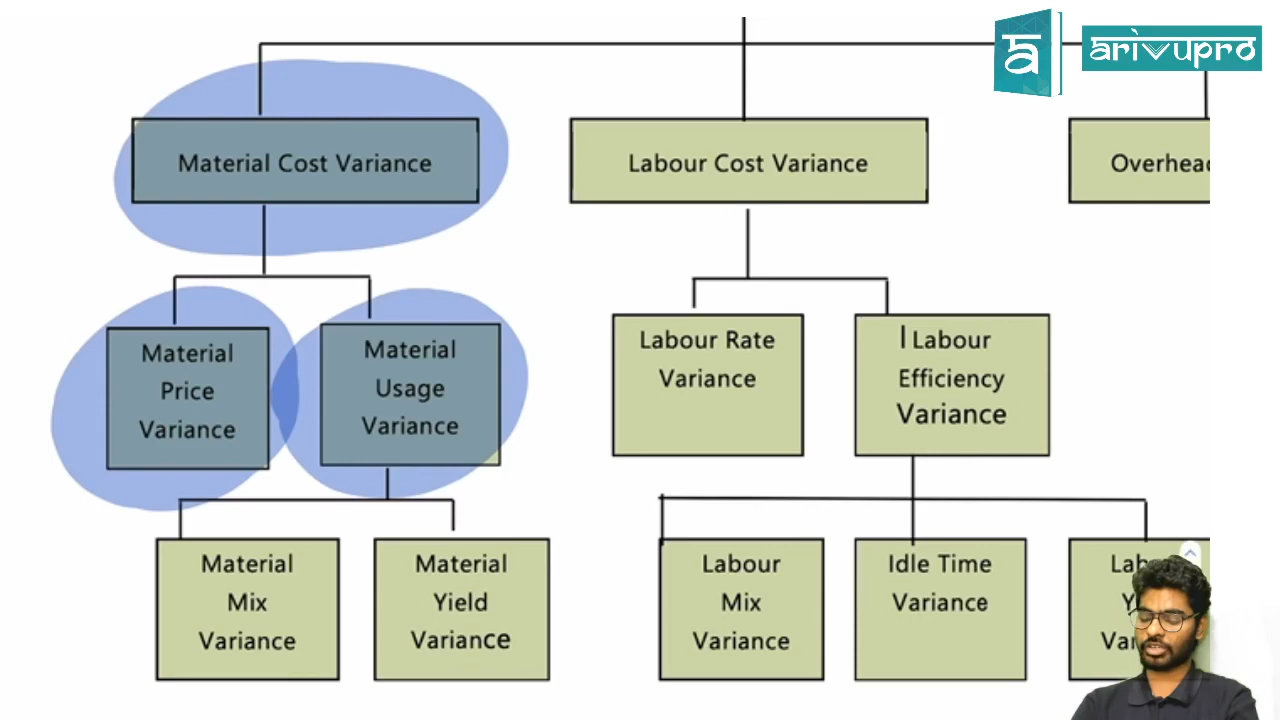 ā
arivupro
Material Cost Variance
Labour Cost Variance
Material
Price
Variance
Material
Usage
Variance
Labour Rate
Variance
Labour
Efficiency
Variance
Material
Mix
Variance
Material
Yield
Variance
Labour
Mix
Variance
Idle Time
Variance